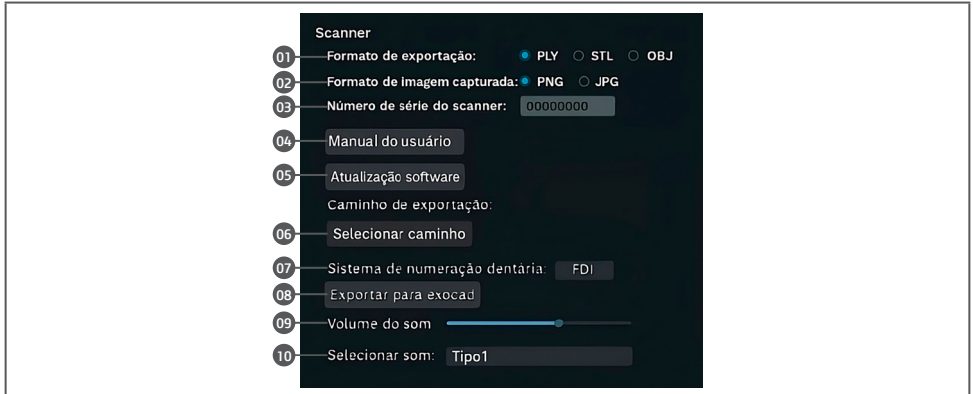 Scanner
01 Formato de exportação: PLY STL OBJ
02 Formato de imagem capturada: PNG JPG
03 Número de série do scanner: 00000000
04 Manual do usuário
05 Atualização software
Caminho de exportação:
06 Selecionar caminho
07 Sistema de numeração dentária: FDI
08 Exportar para exocad
09 Volume do som
10 Selecionar som: Tipo1